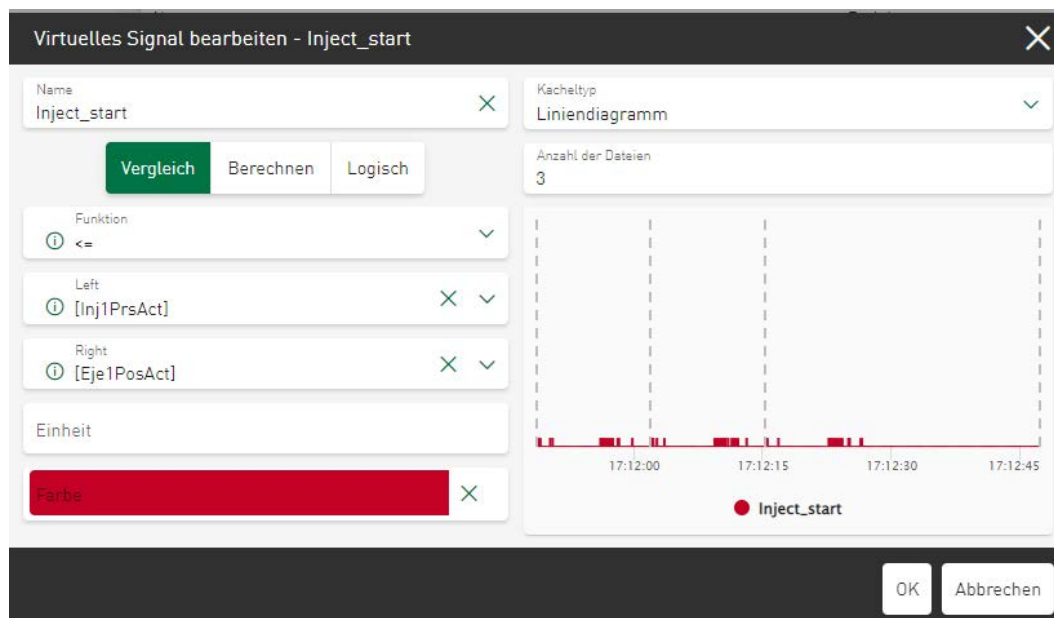 Virtuelles Signal bearbeiten - Inject_start
Name
Inject_start
Vergleich Berechnen Logisch
Funktion
<=
Left
[Inj1PrsAct]
Right
[Eje1PosAct]
Einheit
Farbe
Kacheltyp
Liniendiagramm
Anzahl der Dateien
3
17:12:00 17:12:15 17:12:30 17:12:45
Inject_start
OK Abbrechen